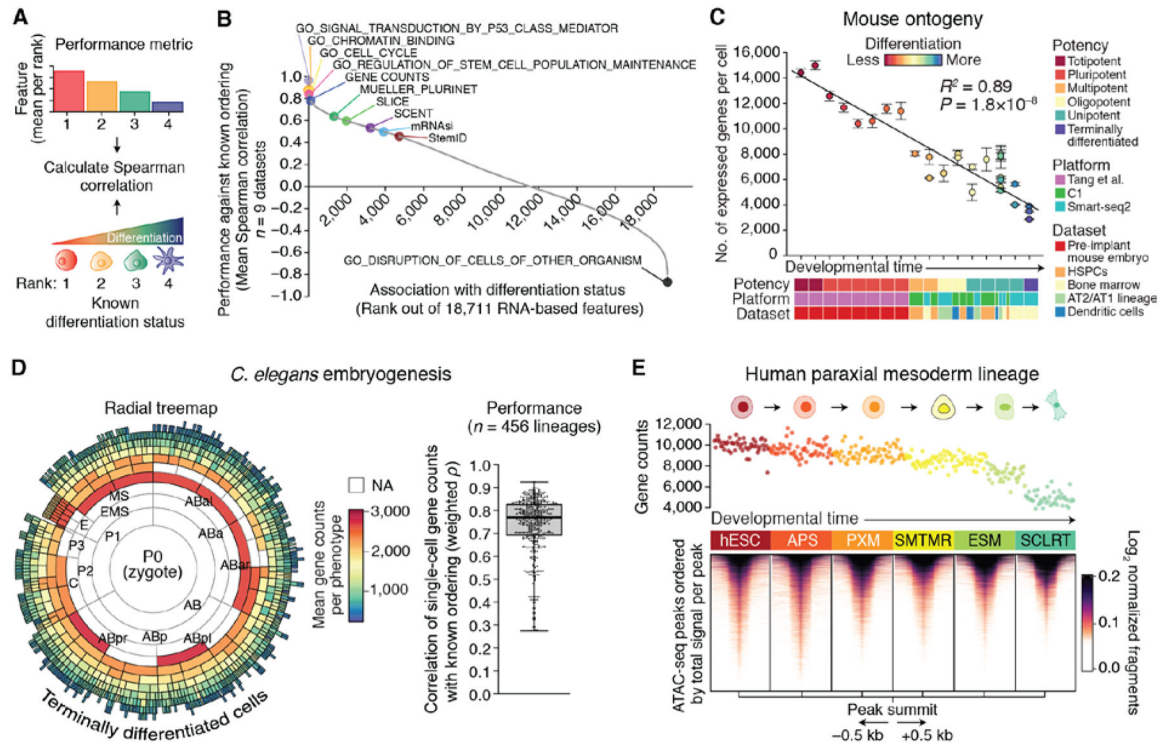 A
Performance metric
Feature
(mean per rank)
1 2 3 4
Calculate Spearman
correlation
Differentiation
Rank: 1 2 3 4
Known
differentiation status
B
Performance against known ordering
(Mean Spearman correlation)
n = 9 datasets
GO_SIGNAL_TRANSDUCTION_BY_P53_CLASS_MEDIATOR
GO_CHROMATIN_BINDING
GO_CELL_CYCLE
GO_REGULATION_OF_STEM_CELL_POPULATION_MAINTENANCE
GENE COUNTS
MUELLER_PLURINET
SLICE
SCENT
mRNAsi
StemID
1.0
0.8
0.6
0.4
0.2
0.0
−0.2
−0.4
−0.6
−0.8
−1.0
2,000 4,000 6,000 8,000 10,000 12,000 14,000 16,000 18,000
GO_DISRUPTION_OF_CELLS_OF_OTHER_ORGANISM
Association with differentiation status
(Rank out of 18,711 RNA-based features)
C
Mouse ontogeny
No. of expressed genes per cell
16,000
14,000
12,000
10,000
8,000
6,000
4,000
2,000
0
Differentiation
Less More
R² = 0.89
P = 1.8×10⁻⁸
Developmental time
Potency
Platform
Dataset
Potency
Totipotent
Pluripotent
Multipotent
Oligopotent
Unipotent
Terminally
differentiated
Platform
Tang et al.
C1
Smart-seq2
Dataset
Pre-implant
mouse embryo
HSPCs
Bone marrow
AT2/AT1 lineage
Dendritic cells
D
C. elegans embryogenesis
Radial treemap
MS
EMS
E
P3
P1
P2
C
P0
(zygote)
ABal
ABa
ABar
AB
ABpr
ABp
ABpl
Terminally differentiated cells
NA
Mean gene counts
per phenotype
3,000
2,000
1,000
Performance
(n = 456 lineages)
Correlation of single-cell gene counts
with known ordering (weighted ρ)
1.0
0.9
0.8
0.7
0.6
0.5
0.4
0.3
0.2
0.1
0.0
E
Human paraxial mesoderm lineage
Gene counts
12,000
10,000
8,000
6,000
4,000
Developmental time
hESC APS PXM SMTMR ESM SCLRT
ATAC-seq peaks ordered
by total signal per peak
Log₂ normalized fragments
0.2
0.1
0.0
Peak summit
−0.5 kb +0.5 kb